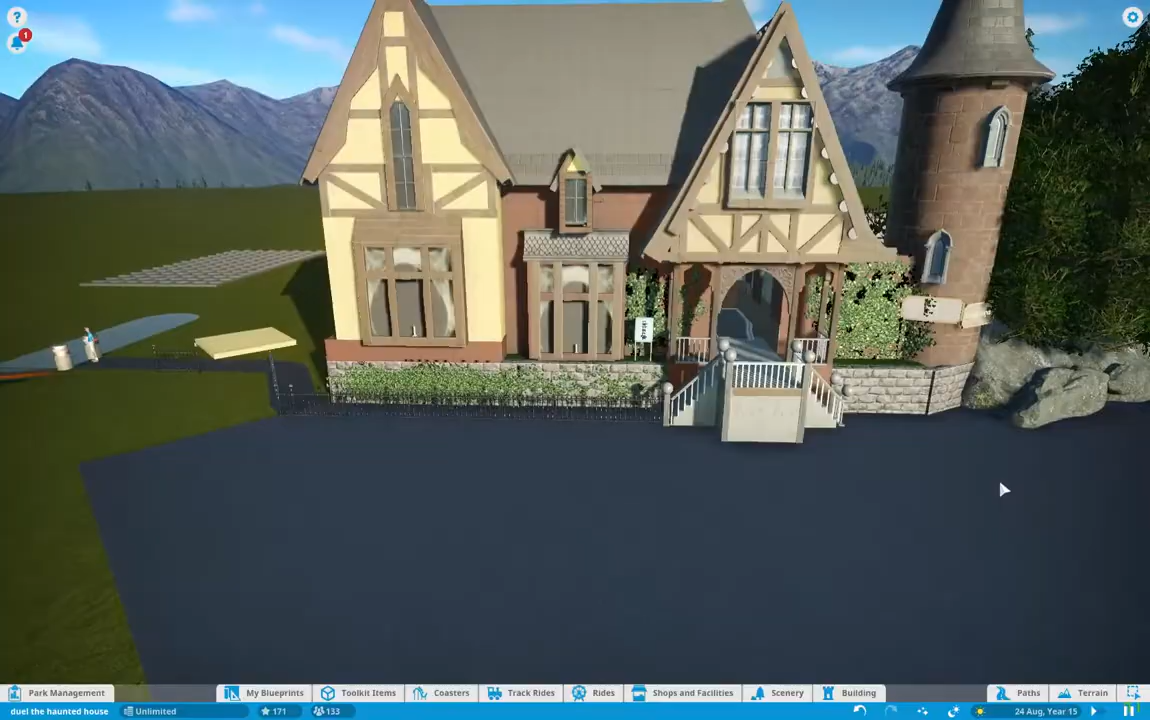 1
Park Management
My Blueprints
Toolkit Items
Coasters
Track Rides
Rides
Shops and Facilities
Scenery
Building
Paths
Terrain
duel the haunted house
Unlimited
171
133
24 Aug, Year 15